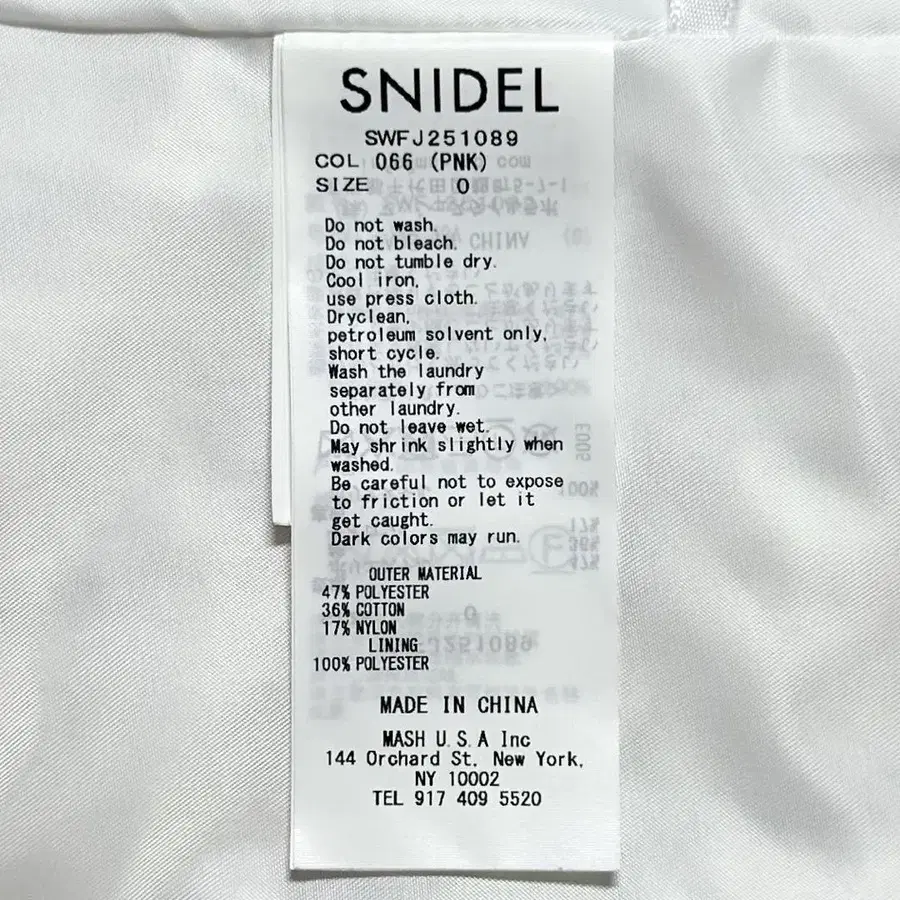 SNIDEL
SWFJ251089
COL 066 (PNK)
SIZE 0
Do not wash.
Do not bleach.
Do not tumble dry.
Cool iron,
use press cloth.
Dryclean,
petroleum solvent only,
short cycle.
Wash the laundry
separately from
other laundry.
Do not leave wet.
May shrink slightly when
washed.
Be careful not to expose
to friction or let it
get caught.
Dark colors may run.
OUTER MATERIAL
47% POLYESTER
36% COTTON
17% NYLON
LINING
100% POLYESTER
MADE IN CHINA
MASH U.S.A Inc
144 Orchard St. New York,
NY 10002
TEL 917 409 5520